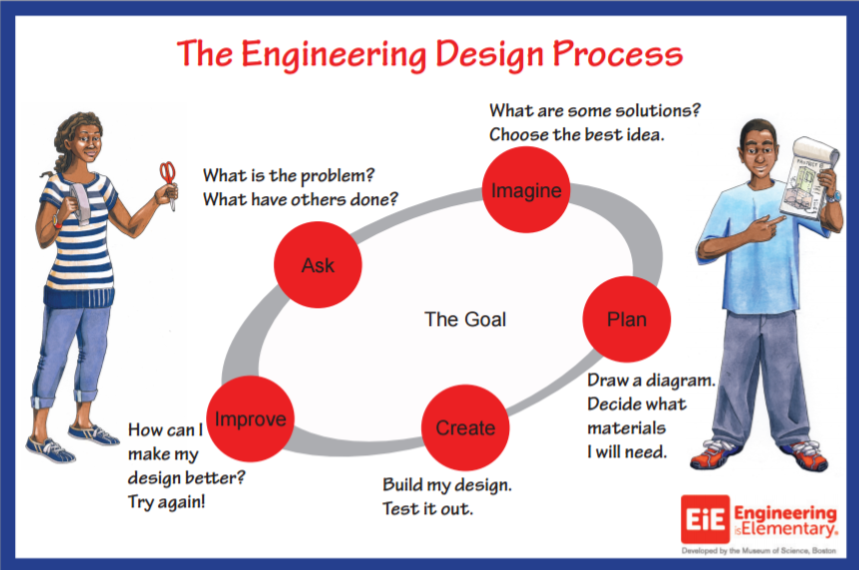 The Engineering Design Process
What are some solutions?
Choose the best idea.
What is the problem?
What have others done?
Imagine
Ask
The Goal
Plan
Draw a diagram.
Decide what
materials
I will need.
Improve
Create
How can I
make my
design better?
Try again!
Build my design.
Test it out.
EiE
Engineering
is Elementary®
Developed by the Museum of Science, Boston